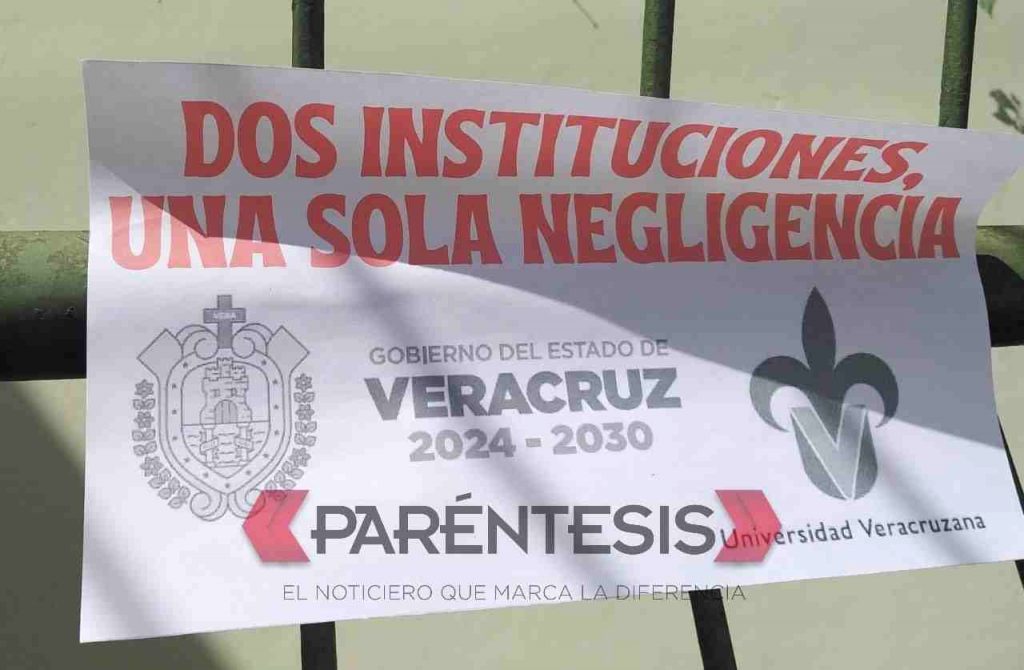 DOS INSTITUCIONES,
UNA SOLA NEGLIGENCIA
VERA
GOBIERNO DEL ESTADO DE
VERACRUZ
2024 - 2030
V
Universidad Veracruzana
PARÉNTESIS
EL NOTICIERO QUE MARCA LA DIFERENCIA